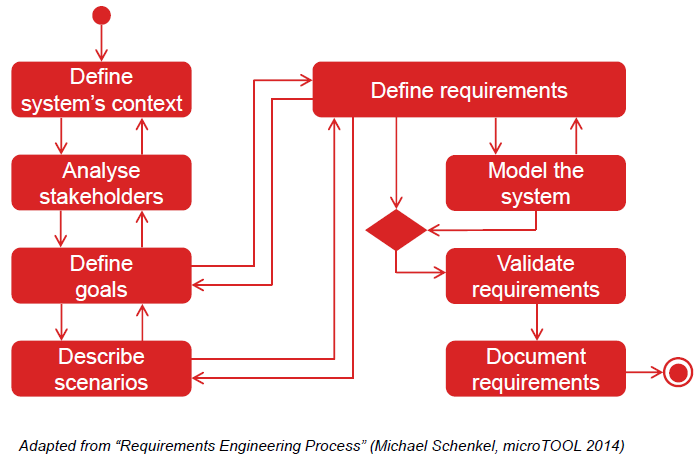 Define
system's context
Analyse
stakeholders
Define
goals
Describe
scenarios
Define requirements
Model the
system
Validate
requirements
Document
requirements
Adapted from “Requirements Engineering Process” (Michael Schenkel, microTOOL 2014)